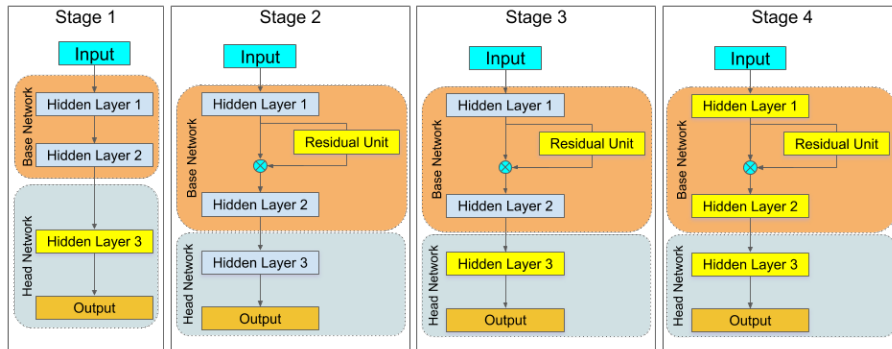 Stage 1
Input
Base Network
Hidden Layer 1
Hidden Layer 2
Head Network
Hidden Layer 3
Output
Stage 2
Input
Base Network
Hidden Layer 1
Residual Unit
Hidden Layer 2
Head Network
Hidden Layer 3
Output
Stage 3
Input
Base Network
Hidden Layer 1
Residual Unit
Hidden Layer 2
Head Network
Hidden Layer 3
Output
Stage 4
Input
Base Network
Hidden Layer 1
Residual Unit
Hidden Layer 2
Head Network
Hidden Layer 3
Output